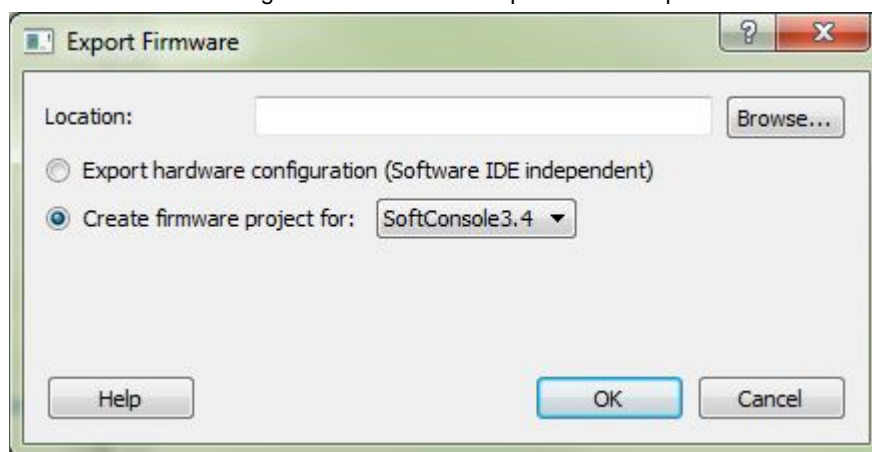 Export Firmware
Location:
Browse...
Export hardware configuration (Software IDE independent)
Create firmware project for: SoftConsole3.4
Help OK Cancel